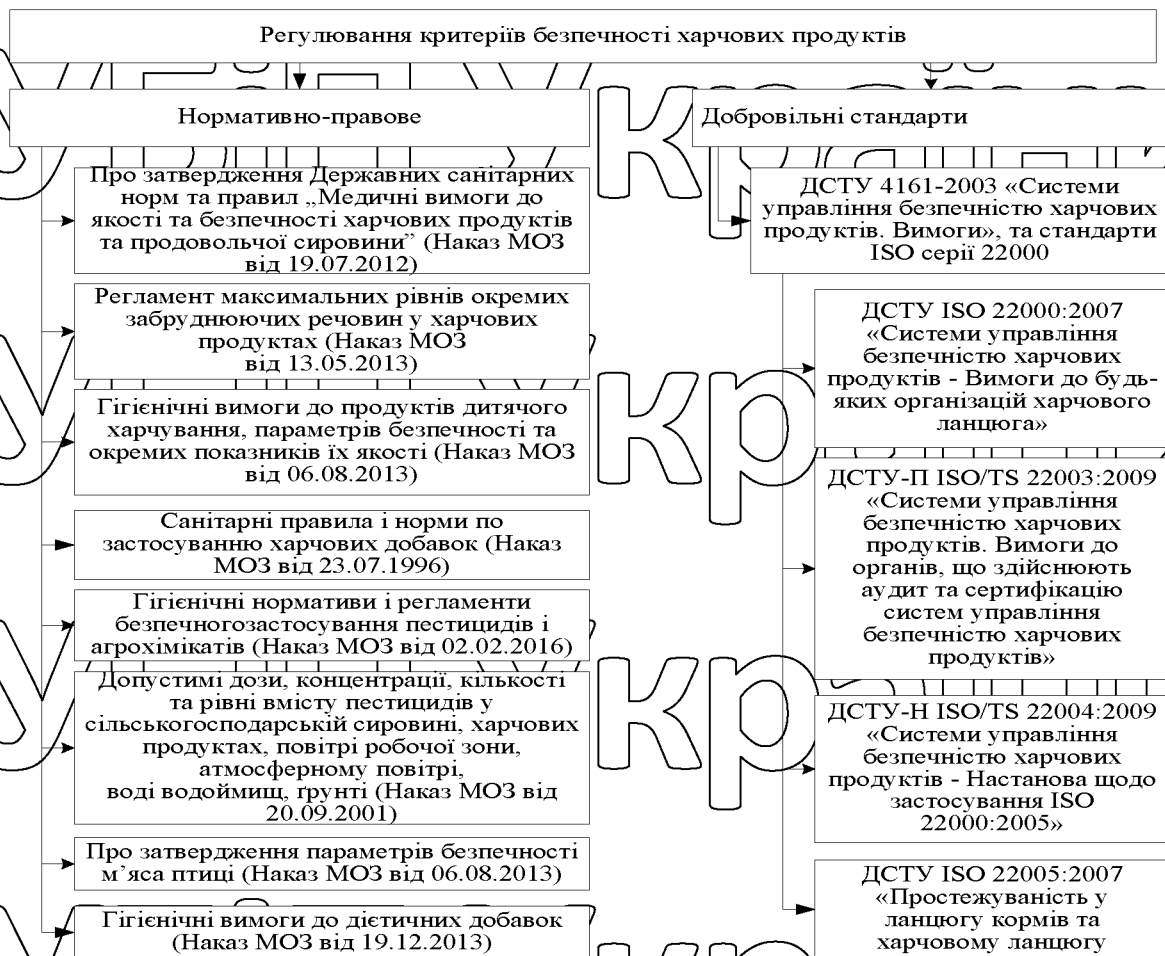 Регулювання критеріїв безпечності харчових продуктів
Нормативно-правове
Про затвердження Державних санітарних
норм та правил „Медичні вимоги до
якості та безпечності харчових продуктів
та продовольчої сировини” (Наказ МОЗ
від 19.07.2012)
Регламент максимальних рівнів окремих
забруднюючих речовин у харчових
продуктах (Наказ МОЗ
від 13.05.2013)
Гігієнічні вимоги до продуктів дитячого
харчування, параметрів безпечності та
окремих показників їх якості (Наказ МОЗ
від 06.08.2013)
Санітарні правила і норми по
застосуванню харчових добавок (Наказ
МОЗ від 23.07.1996)
Гігієнічні нормативи і регламенти
безпечногозастосування пестицидів і
агрохімікатів (Наказ МОЗ від 02.02.2016)
Допустимі дози, концентрації, кількості
та рівні вмісту пестицидів у
сільськогосподарській сировині, харчових
продуктах, повітрі робочої зони,
атмосферному повітрі,
воді водоймищ, ґрунті (Наказ МОЗ від
20.09.2001)
Про затвердження параметрів безпечності
м’яса птиці (Наказ МОЗ від 06.08.2013)
Гігієнічні вимоги до дієтичних добавок
(Наказ МОЗ від 19.12.2013)
Добровільні стандарти
ДСТУ 4161-2003 «Системи
управління безпечністю харчових
продуктів. Вимоги», та стандарти
ISO серії 22000
ДСТУ ISO 22000:2007
«Системи управління
безпечністю харчових
продуктів - Вимоги до будь-
яких організацій харчового
ланцюга»
ДСТУ-П ISO/TS 22003:2009
«Системи управління
безпечністю харчових
продуктів. Вимоги до
органів, що здійснюють
аудит та сертифікацію
систем управління
безпечністю харчових
продуктів»
ДСТУ-Н ISO/TS 22004:2009
«Системи управління
безпечністю харчових
продуктів - Настанова щодо
застосування ISO
22000:2005»
ДСТУ ISO 22005:2007
«Простежуваність у
ланцюгу кормів та
харчовому ланцюгу